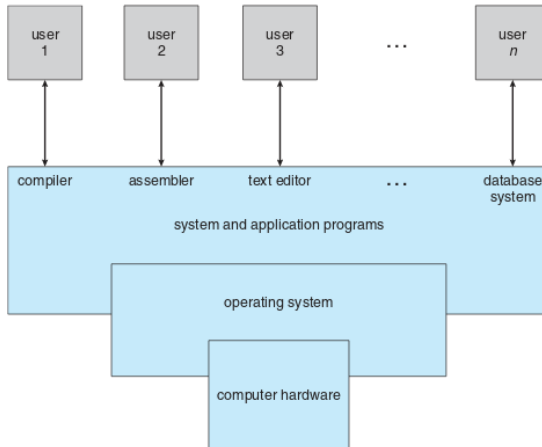 user
1
user
2
user
3
...
user
n
compiler
assembler
text editor
...
database
system
system and application programs
operating system
computer hardware